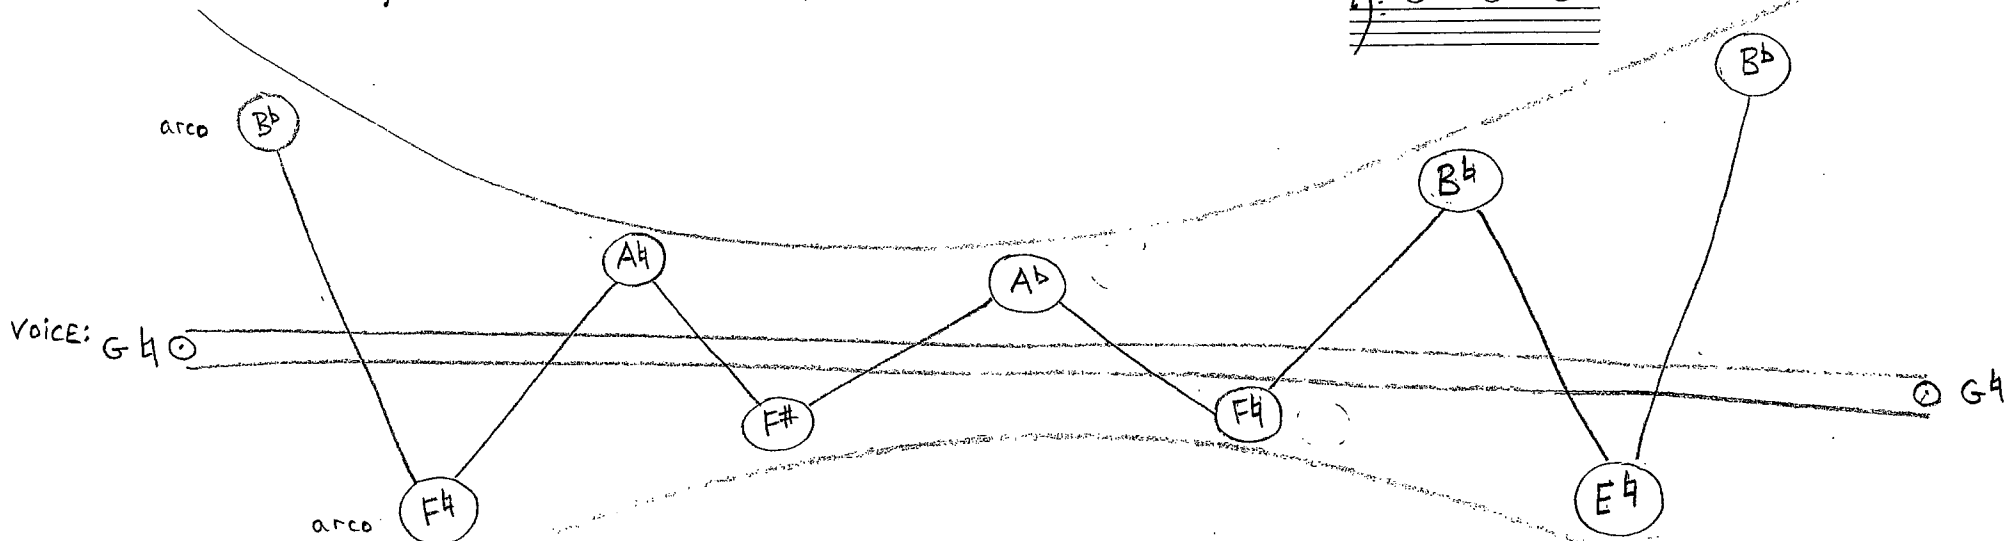 B♭
arco B♭
B♮
A♮
A♭
VOICE: G♮
G♮
F♮
F#
arco F♮
E♮